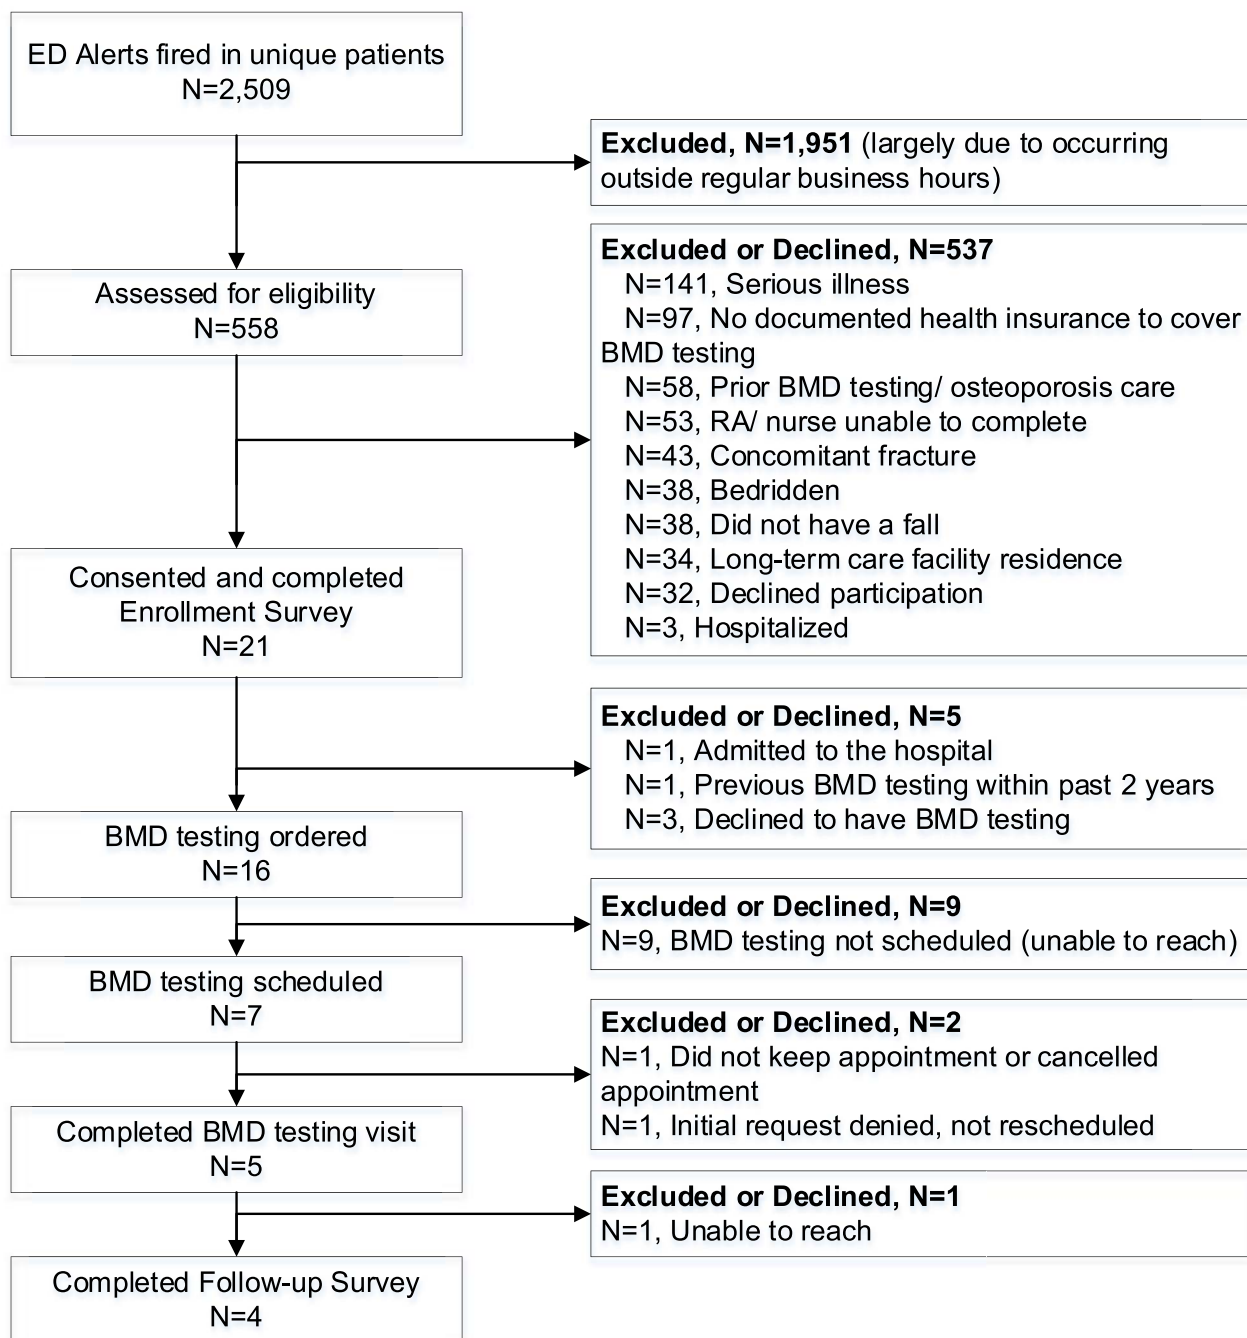 ED Alerts fired in unique patients
N=2,509
Excluded, N=1,951 (largely due to occurring
outside regular business hours)
Assessed for eligibility
N=558
Excluded or Declined, N=537
N=141, Serious illness
N=97, No documented health insurance to cover
BMD testing
N=58, Prior BMD testing/ osteoporosis care
N=53, RA/ nurse unable to complete
N=43, Concomitant fracture
N=38, Bedridden
N=38, Did not have a fall
N=34, Long-term care facility residence
N=32, Declined participation
N=3, Hospitalized
Consented and completed
Enrollment Survey
N=21
Excluded or Declined, N=5
N=1, Admitted to the hospital
N=1, Previous BMD testing within past 2 years
N=3, Declined to have BMD testing
BMD testing ordered
N=16
Excluded or Declined, N=9
N=9, BMD testing not scheduled (unable to reach)
BMD testing scheduled
N=7
Excluded or Declined, N=2
N=1, Did not keep appointment or cancelled
appointment
N=1, Initial request denied, not rescheduled
Completed BMD testing visit
N=5
Excluded or Declined, N=1
N=1, Unable to reach
Completed Follow-up Survey
N=4